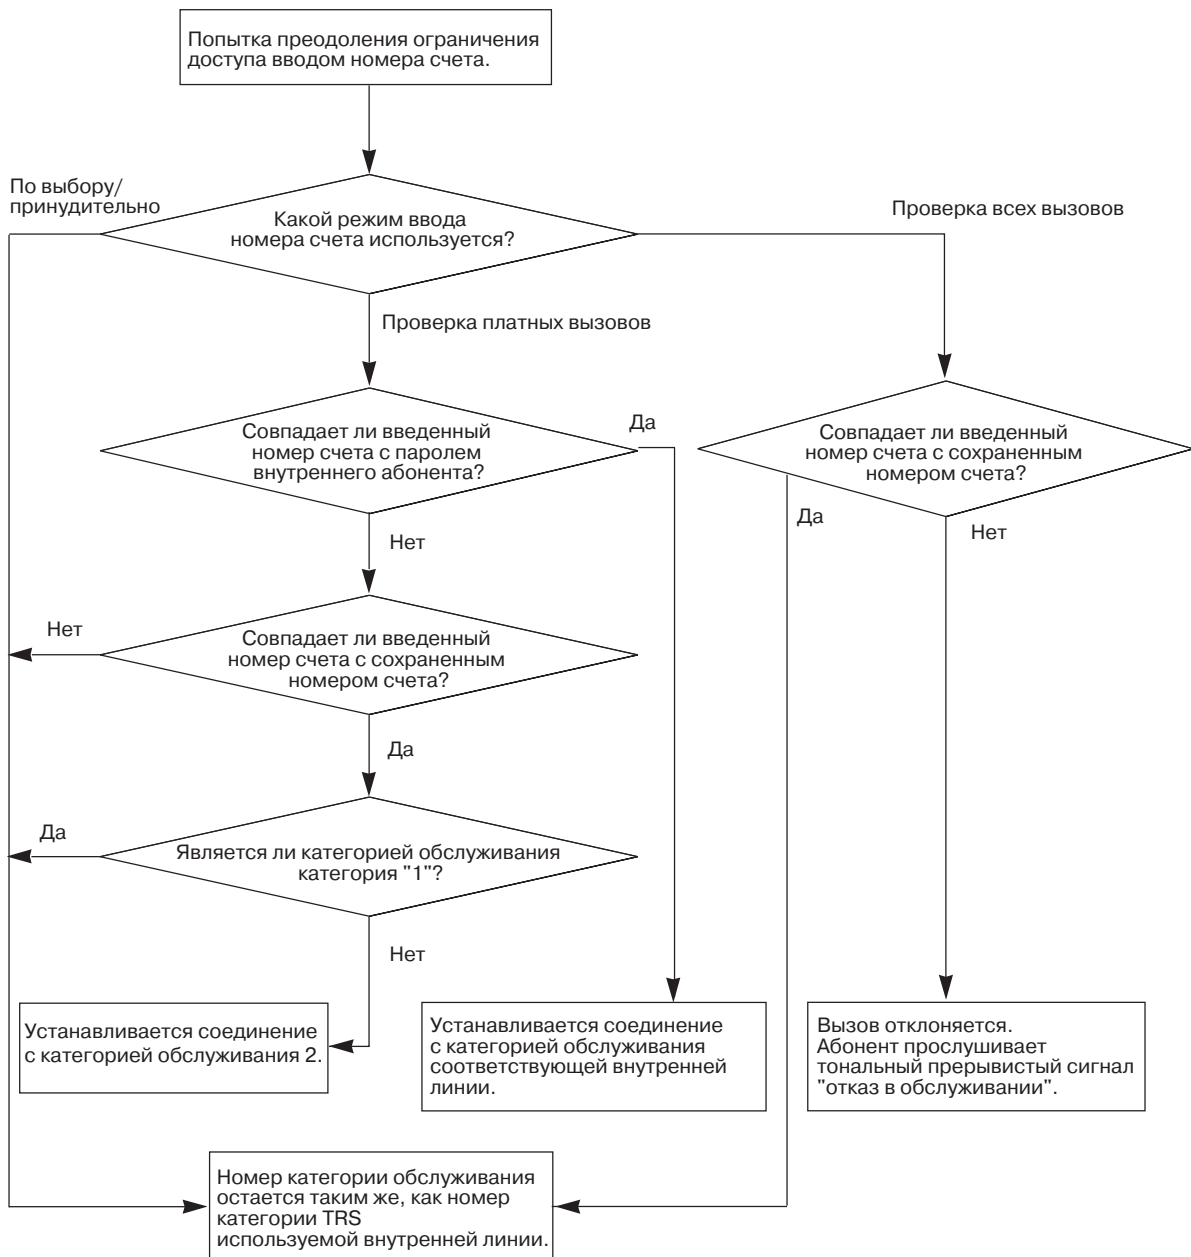 Попытка преодоления ограничения
доступа вводом номера счета.
По выбору/
принудительно
Какой режим ввода
номера счета используется?
Проверка всех вызовов
Проверка платных вызовов
Совпадает ли введенный
номер счета с паролем
внутреннего абонента?
Да
Совпадает ли введенный
номер счета с сохраненным
номером счета?
Да
Нет
Нет
Нет
Совпадает ли введенный
номер счета с сохраненным
номером счета?
Да
Да
Является ли категорией обслуживания
категория "1"?
Нет
Устанавливается соединение
с категорией обслуживания 2.
Устанавливается соединение
с категорией обслуживания
соответствующей внутренней
линии.
Вызов отклоняется.
Абонент прослушивает
тональный прерывистый сигнал
"отказ в обслуживании".
Номер категории обслуживания
остается таким же, как номер
категории TRS
используемой внутренней линии.